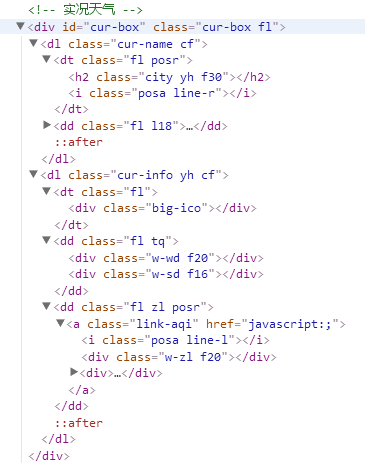 <!-- 实况天气 -->
<div id="cur-box" class="cur-box fl">
<dl class="cur-name cf">
<dt class="fl posr">
<h2 class="city yh f30"></h2>
<i class="posa line-r"></i>
</dt>
<dd class="fl l18">…</dd>
::after
</dl>
<dl class="cur-info yh cf">
<dt class="fl">
<div class="big-ico"></div>
</dt>
<dd class="fl tq">
<div class="w-wd f20"></div>
<div class="w-sd f16"></div>
</dd>
<dd class="fl zl posr">
<a class="link-aqi" href="javascript:;">
<i class="posa line-l"></i>
<div class="w-zl f20"></div>
<div>…</div>
</a>
</dd>
::after
</dl>
</div>